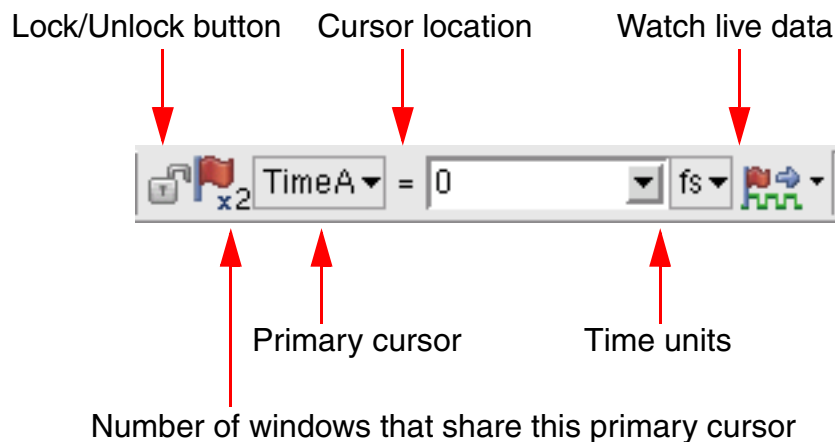 Lock/Unlock button Cursor location Watch live data
x2 TimeA = 0 fs
Primary cursor Time units
Number of windows that share this primary cursor